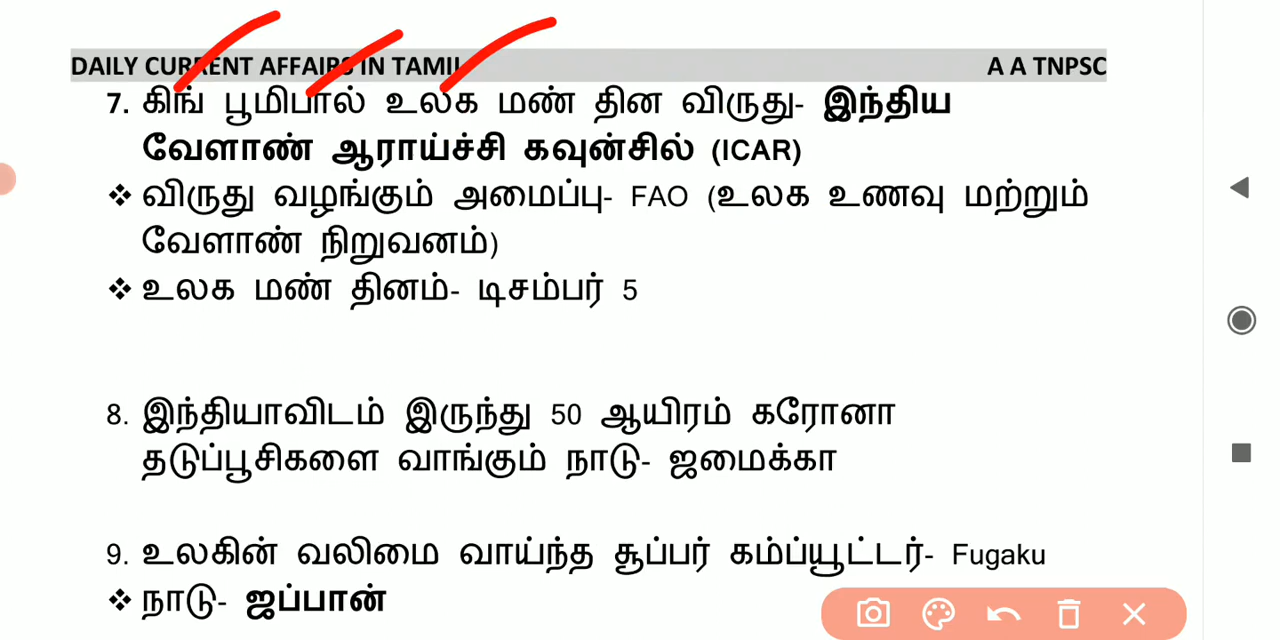 DAILY CURRENT AFFAIRS IN TAMIL A A TNPSC
7. கிங் பூமிபால் உலக மண் தின விருது- இந்திய
வேளாண் ஆராய்ச்சி கவுன்சில் (ICAR)
❖ விருது வழங்கும் அமைப்பு- FAO (உலக உணவு மற்றும்
வேளாண் நிறுவனம்)
❖ உலக மண் தினம்- டிசம்பர் 5
8. இந்தியாவிடம் இருந்து 50 ஆயிரம் கரோனா
தடுப்பூசிகளை வாங்கும் நாடு- ஜமைக்கா
9. உலகின் வலிமை வாய்ந்த சூப்பர் கம்ப்யூட்டர்- Fugaku
❖ நாடு- ஜப்பான்